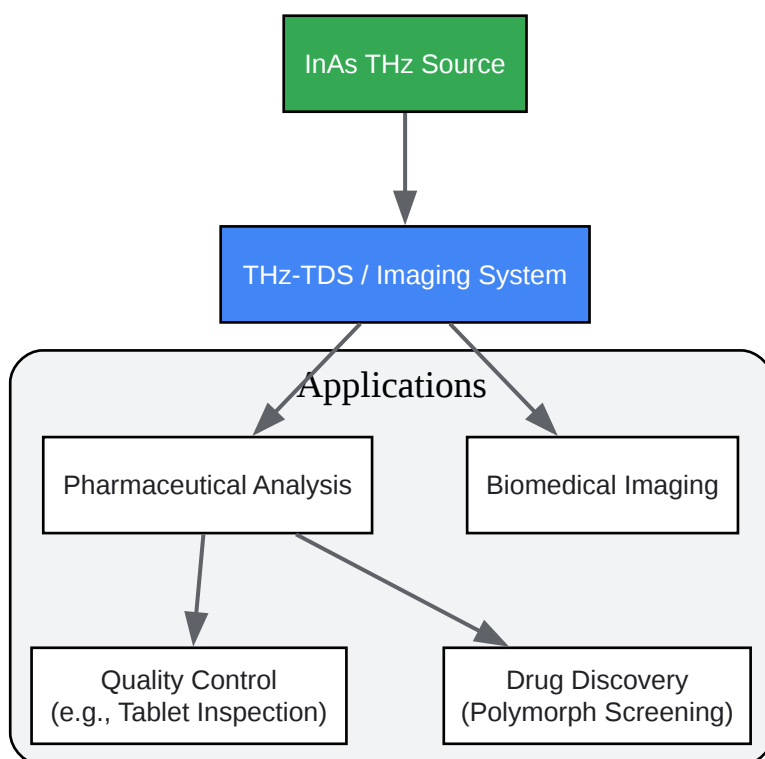 InAs THz Source
THz-TDS / Imaging System
Applications
Pharmaceutical Analysis
Biomedical Imaging
Quality Control
(e.g., Tablet Inspection)
Drug Discovery
(Polymorph Screening)